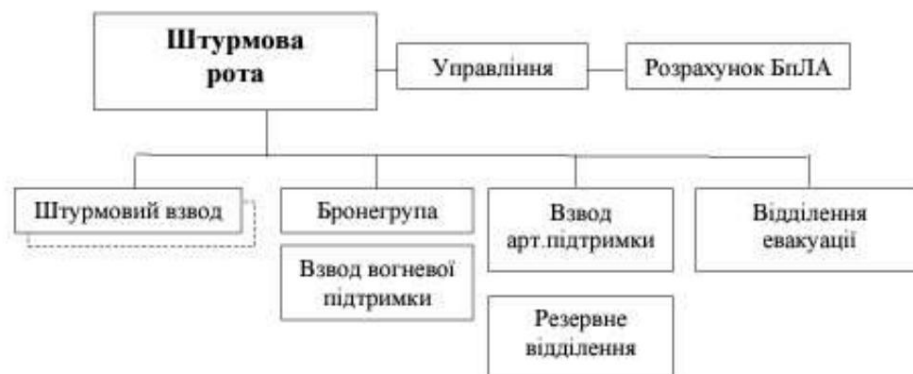 Штурмова
рота
Управління
Розрахунок БпЛА
Штурмовий взвод
Бронегрупа
Взвод
арт.підтримки
Відділення
евакуації
Взвод вогневої
підтримки
Резервне
відділення